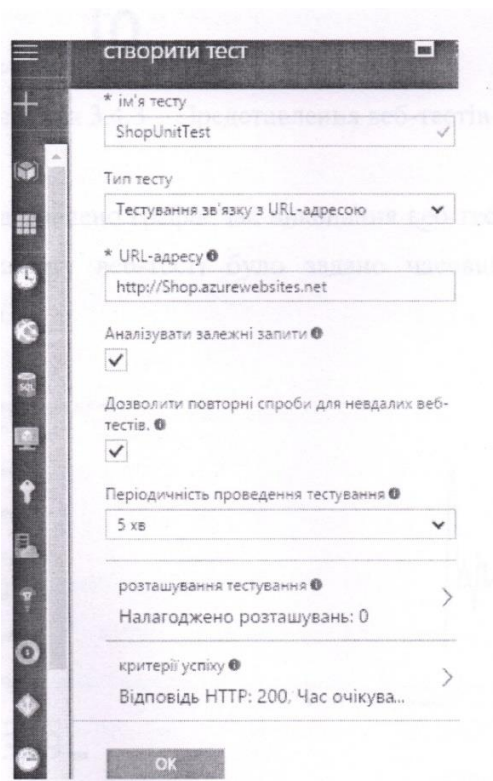 створити тест
* ім'я тесту
ShopUnitTest
Тип тесту
Тестування зв'язку з URL-адресою
* URL-адресу
http://Shop.azurewebsites.net
Аналізувати залежні запити
Дозволити повторні спроби для невдалих веб-
тестів.
Періодичність проведення тестування
5 хв
розташування тестування
Налагоджено розташувань: 0
критерії успіху
Відповідь HTTP: 200, Час очікува...
OK
SQL